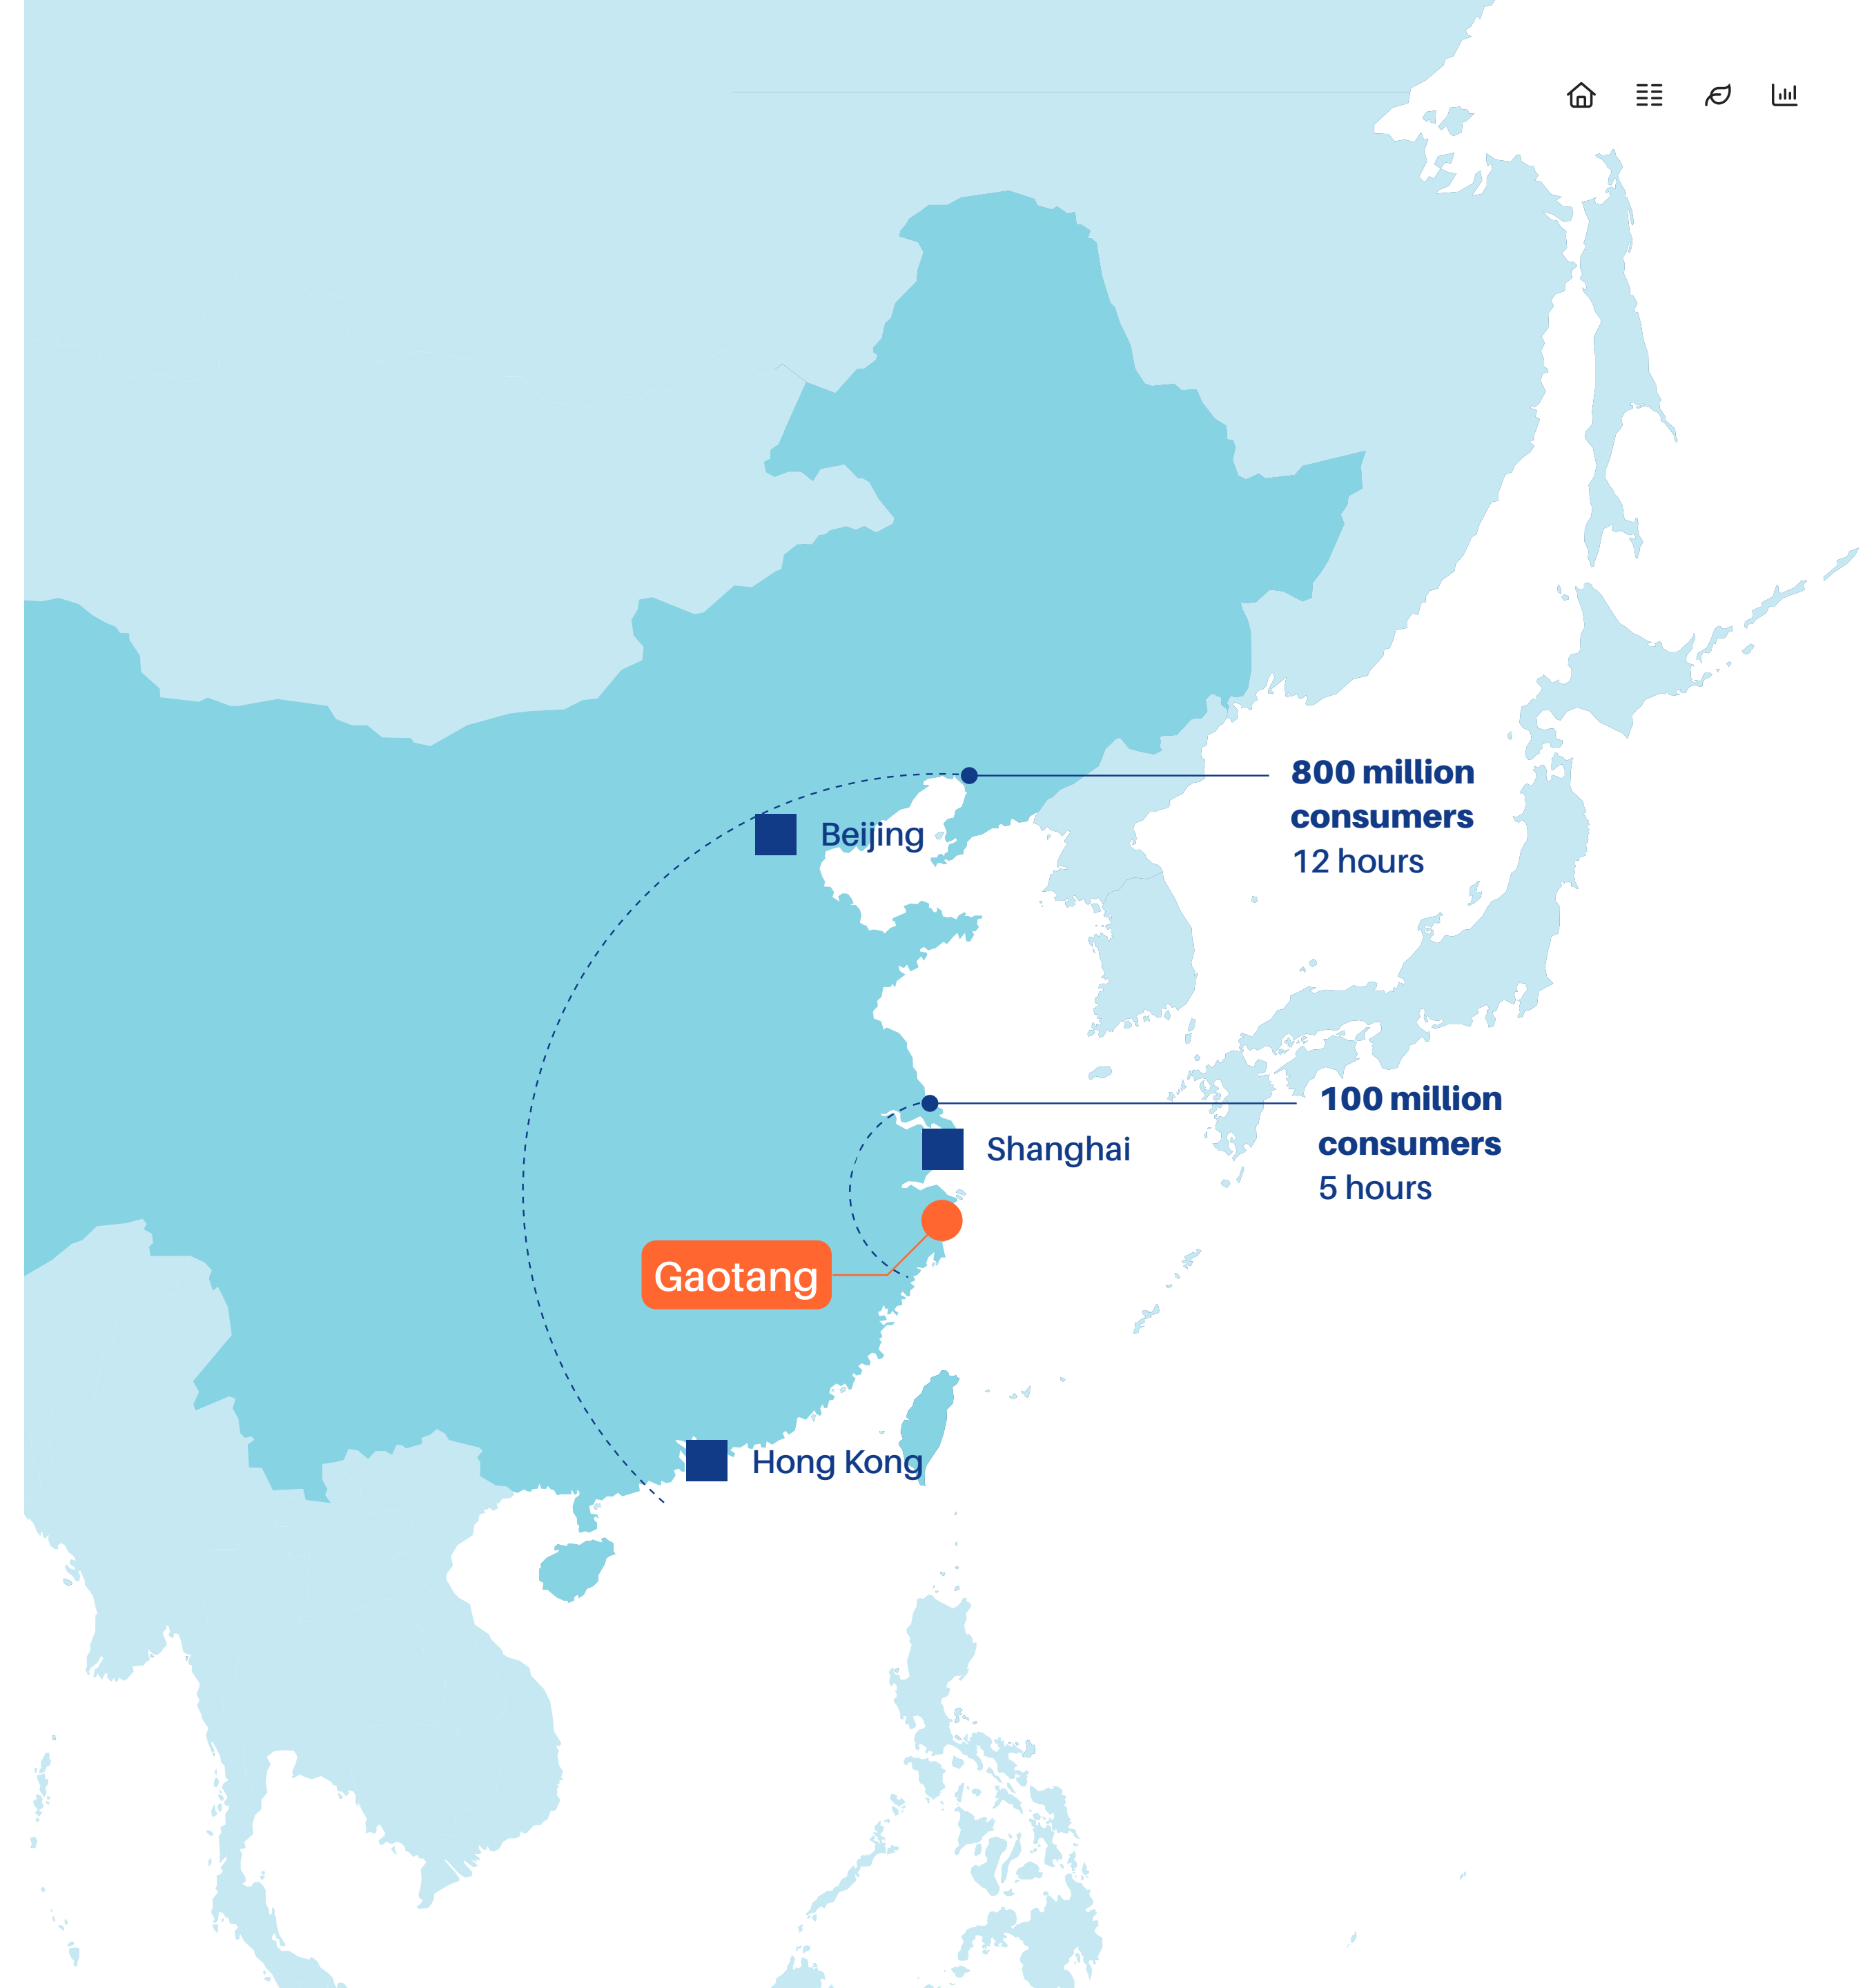 800 million
consumers
12 hours
Beijing
100 million
consumers
5 hours
Shanghai
Gaotang
Hong Kong